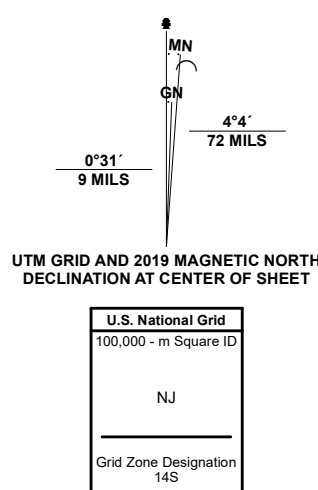 MN
GN
4°4´
72 MILS
0°31´
9 MILS
UTM GRID AND 2019 MAGNETIC NORTH
DECLINATION AT CENTER OF SHEET
U.S. National Grid
100,000 - m Square ID
NJ
Grid Zone Designation
14S